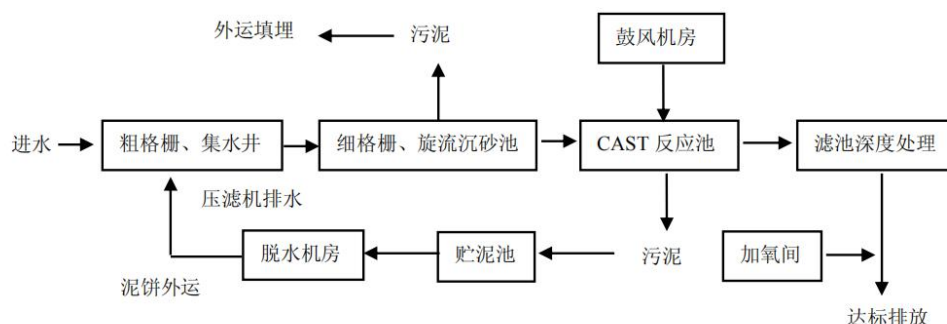 外运填埋
污泥
鼓风机房
进水
粗格栅、集水井
细格栅、旋流沉砂池
CAST 反应池
滤池深度处理
压滤机排水
脱水机房
贮泥池
污泥
加氧间
泥饼外运
达标排放